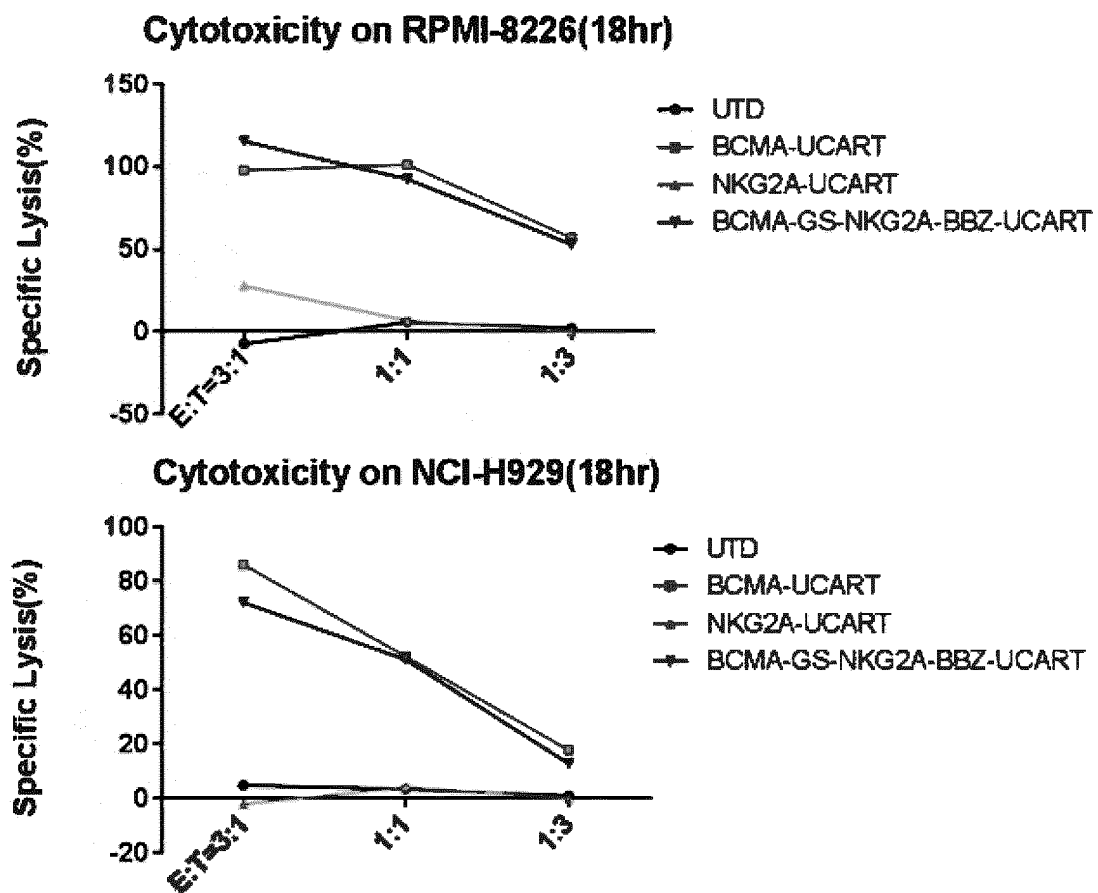 Cytotoxicity on RPMI-8226(18hr)
Specific Lysis(%)
150
100
50
0
-50
E:T=3:1
1:1
1:3
UTD
BCMA-UCART
NKG2A-UCART
BCMA-GS-NKG2A-BBZ-UCART
Cytotoxicity on NCI-H929(18hr)
Specific Lysis(%)
100
80
60
40
20
0
-20
E:T=3:1
1:1
1:3
UTD
BCMA-UCART
NKG2A-UCART
BCMA-GS-NKG2A-BBZ-UCART